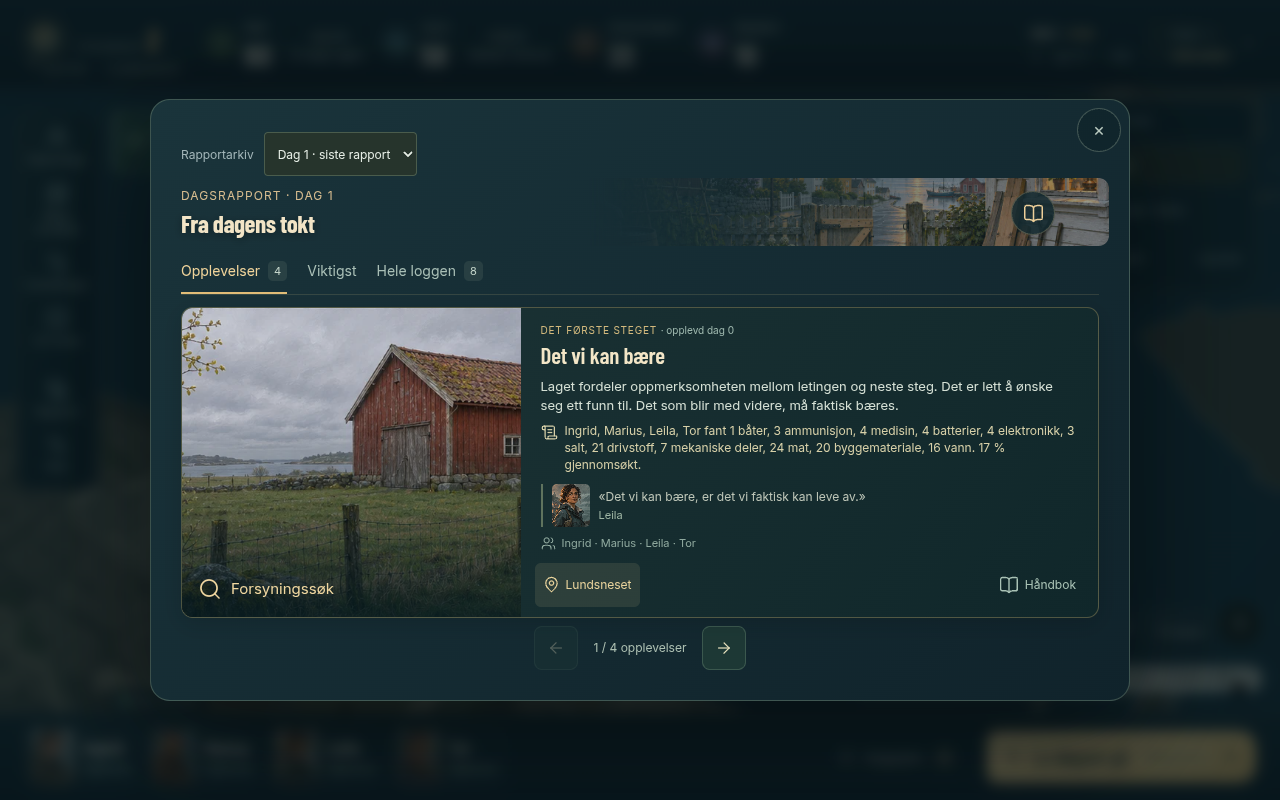 Rapportarkiv
Dag 1 · siste rapport
×
DAGSRAPPORT · DAG 1
Fra dagens tokt
Opplevelser 4
Viktigst
Hele loggen 8
DET FØRSTE STEGET · opplevd dag 0
Det vi kan bære
Laget fordeler oppmerksomheten mellom letingen og neste steg. Det er lett å ønske
seg ett funn til. Det som blir med videre, må faktisk bæres.
Ingrid, Marius, Leila, Tor fant 1 båter, 3 ammunisjon, 4 medisin, 4 batterier, 4 elektronikk, 3
salt, 21 drivstoff, 7 mekaniske deler, 24 mat, 20 byggemateriale, 16 vann. 17 %
gjennomsøkt.
«Det vi kan bære, er det vi faktisk kan leve av.»
Leila
Ingrid · Marius · Leila · Tor
Forsyningssøk
Lundsneset
Håndbok
1 / 4 opplevelser